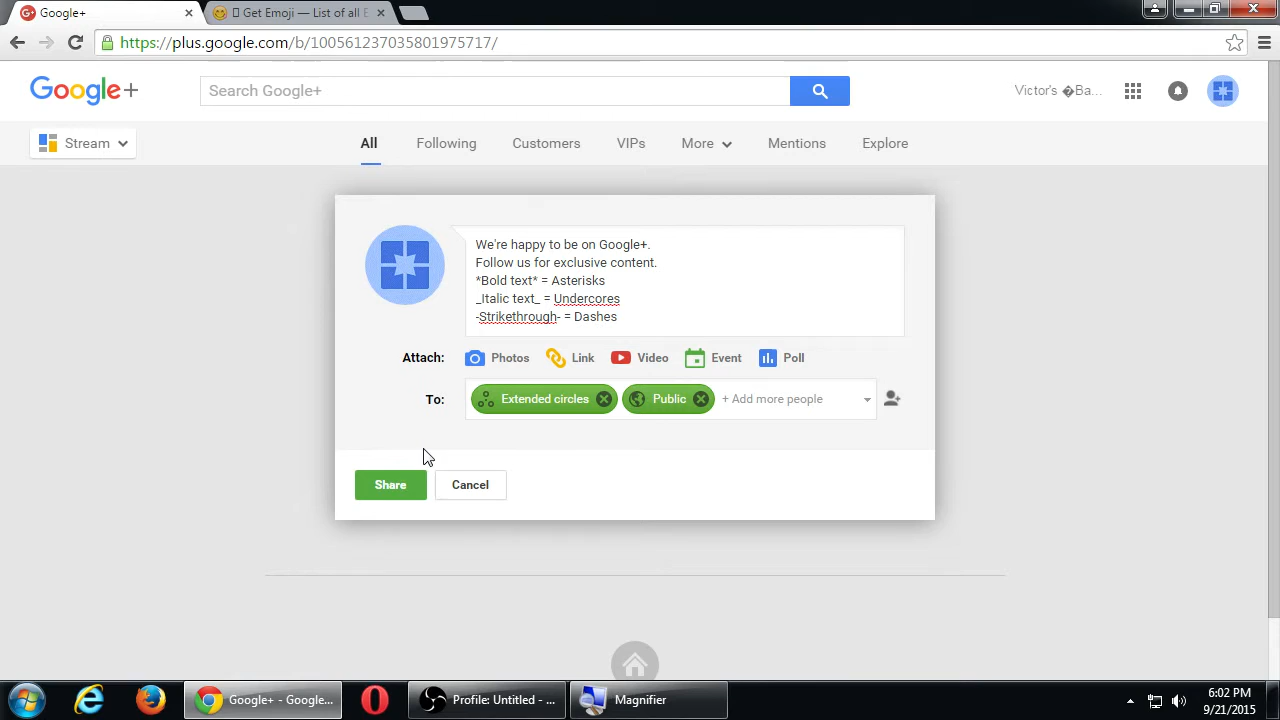 Google+
Get Emoji — List of all E
https://plus.google.com/b/100561237035801975717/
Google+
Search Google+
Victor's �Ba...
Stream
All
Following
Customers
VIPs
More
Mentions
Explore
We're happy to be on Google+.
Follow us for exclusive content.
*Bold text* = Asterisks
_Italic text_ = Undercores
-Strikethrough- = Dashes
Attach:
Photos
Link
Video
Event
Poll
To:
Extended circles
Public
+ Add more people
Share
Cancel
Google+ - Google...
Profile: Untitled - ...
Magnifier
6:02 PM
9/21/2015